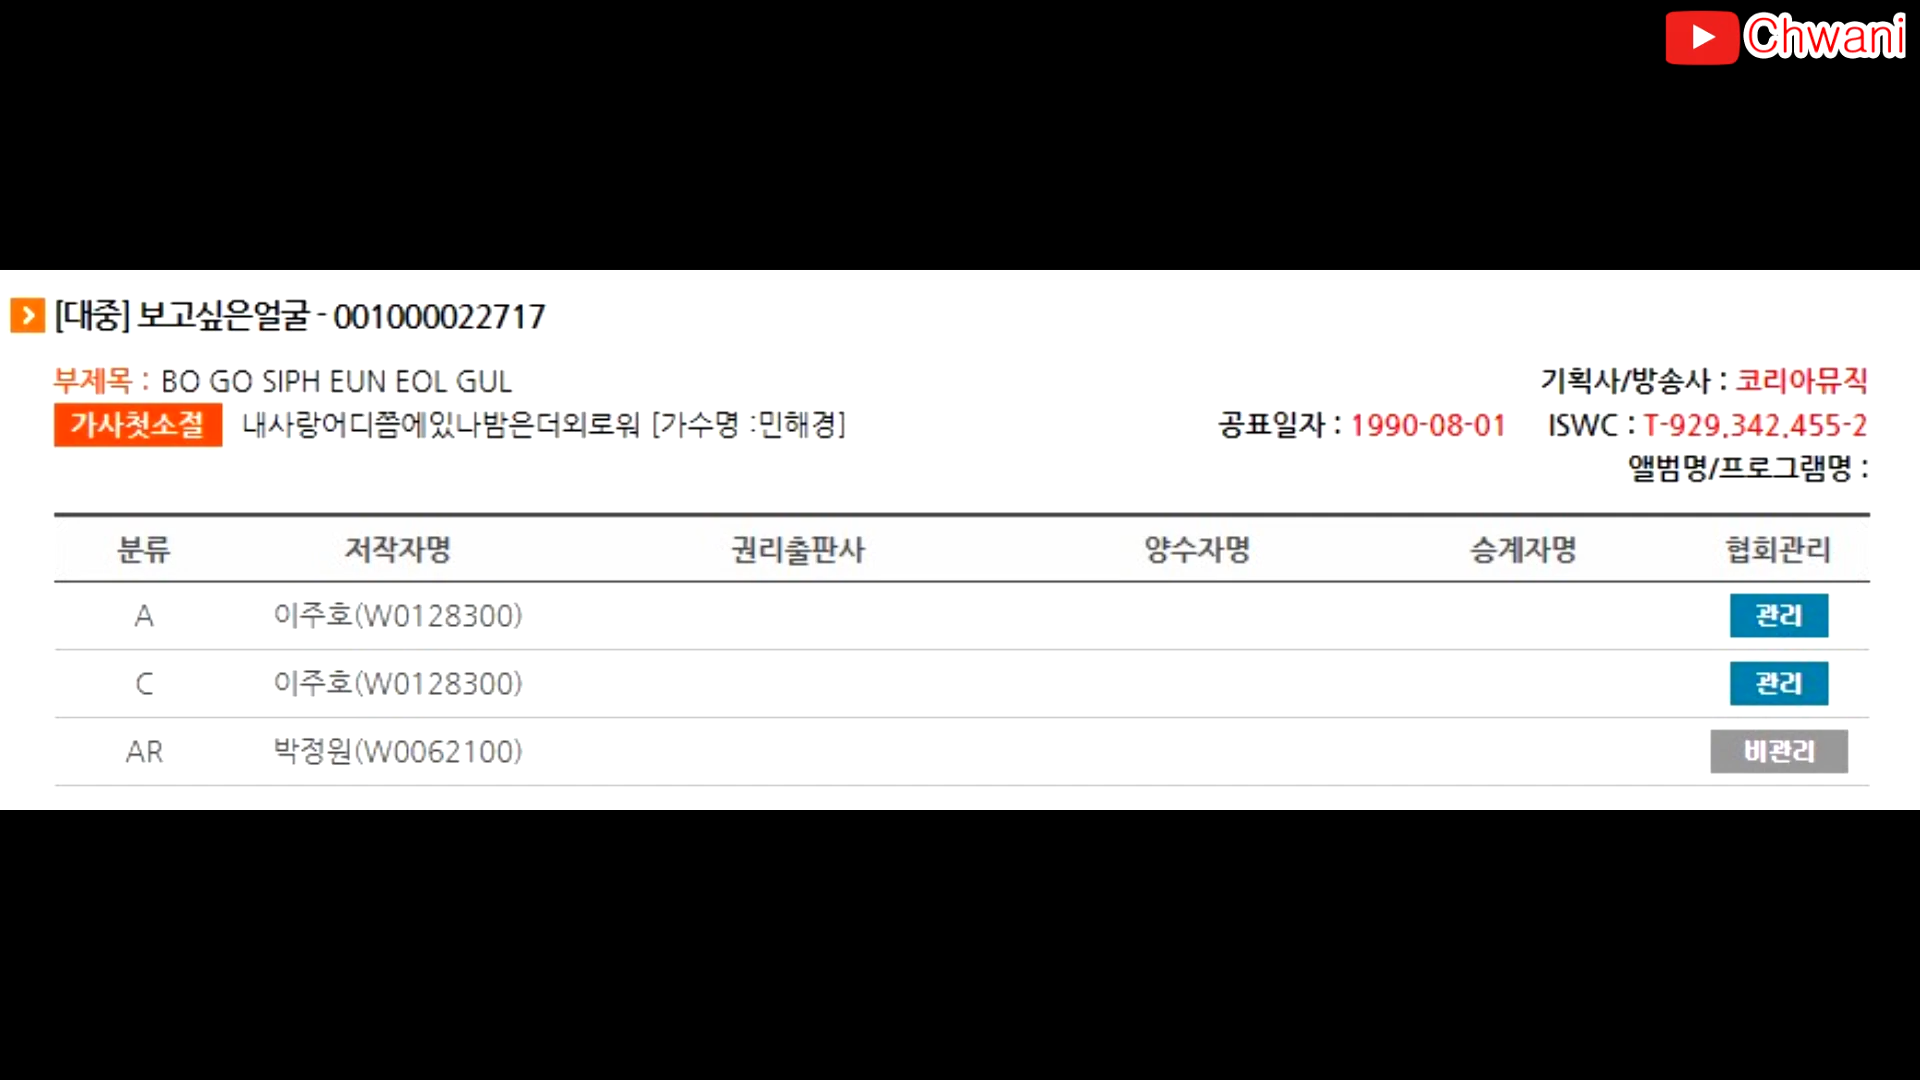 Chwani
[대중] 보고싶은얼굴 - 001000022717
부제목 : BO GO SIPH EUN EOL GUL
기획사/방송사 : 코리아뮤직
가사첫소절 내사랑어디쯤에있나밤은더외로워 [가수명 :민해경]
공표일자 : 1990-08-01 ISWC : T-929,342,455-2
앨범명/프로그램명 :
분류 저작자명 권리출판사 양수자명 승계자명 협회관리
A 이주호(W0128300) 관리
C 이주호(W0128300) 관리
AR 박정원(W0062100) 비관리